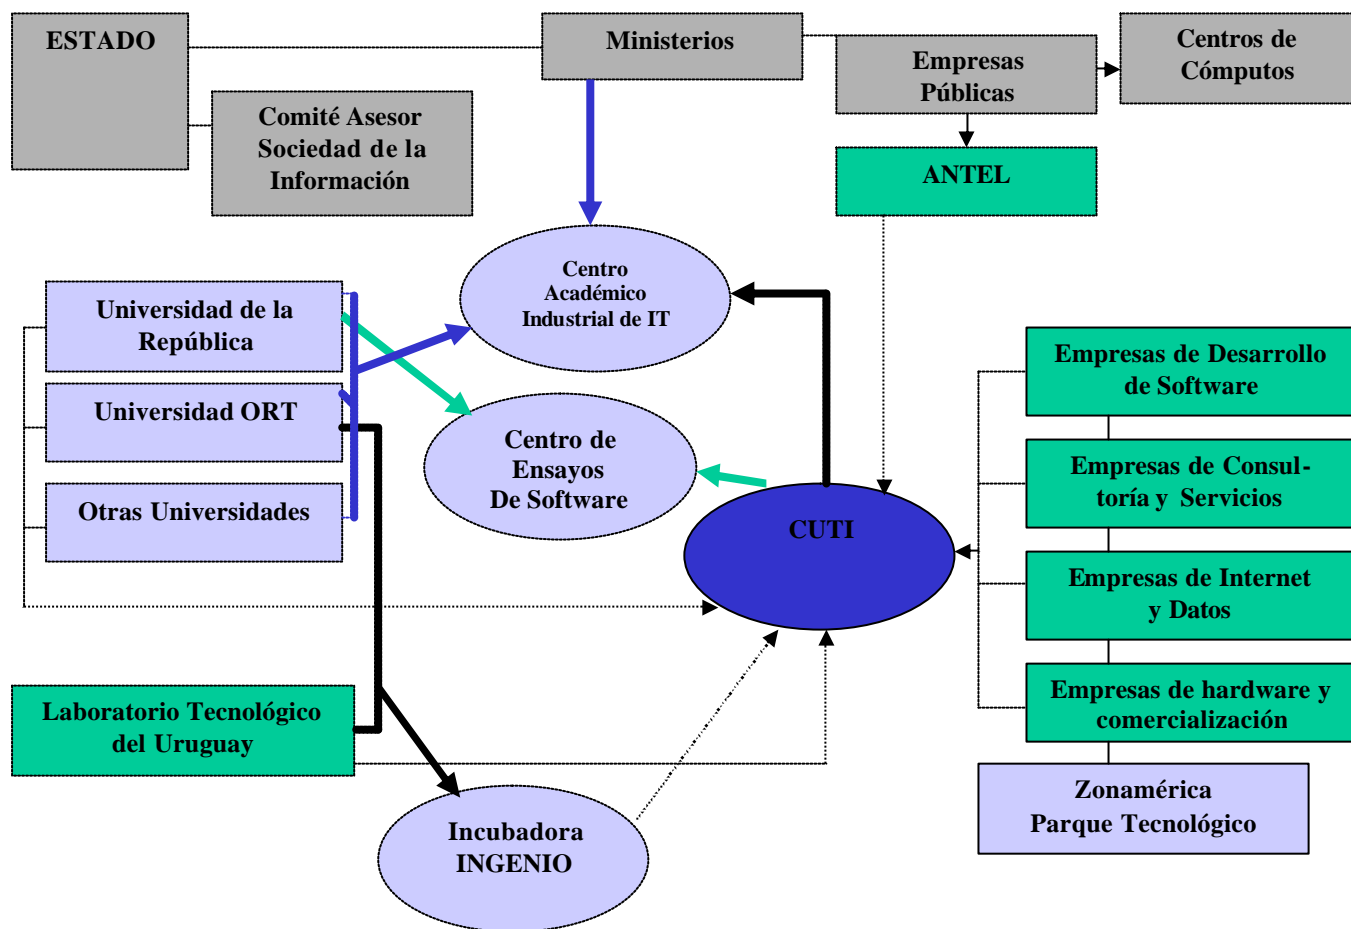 ESTADO
Ministerios
Empresas
Públicas
Centros de
Cómputos
Comité Asesor
Sociedad de la
Información
ANTEL
Centro
Académico
Industrial de IT
Universidad de la
República
Universidad ORT
Otras Universidades
Centro de
Ensayos
De Software
CUTI
Empresas de Desarrollo
de Software
Empresas de Consul-
toría y Servicios
Empresas de Internet
y Datos
Empresas de hardware y
comercialización
Laboratorio Tecnológico
del Uruguay
Incubadora
INGENIO
Zonamérica
Parque Tecnológico